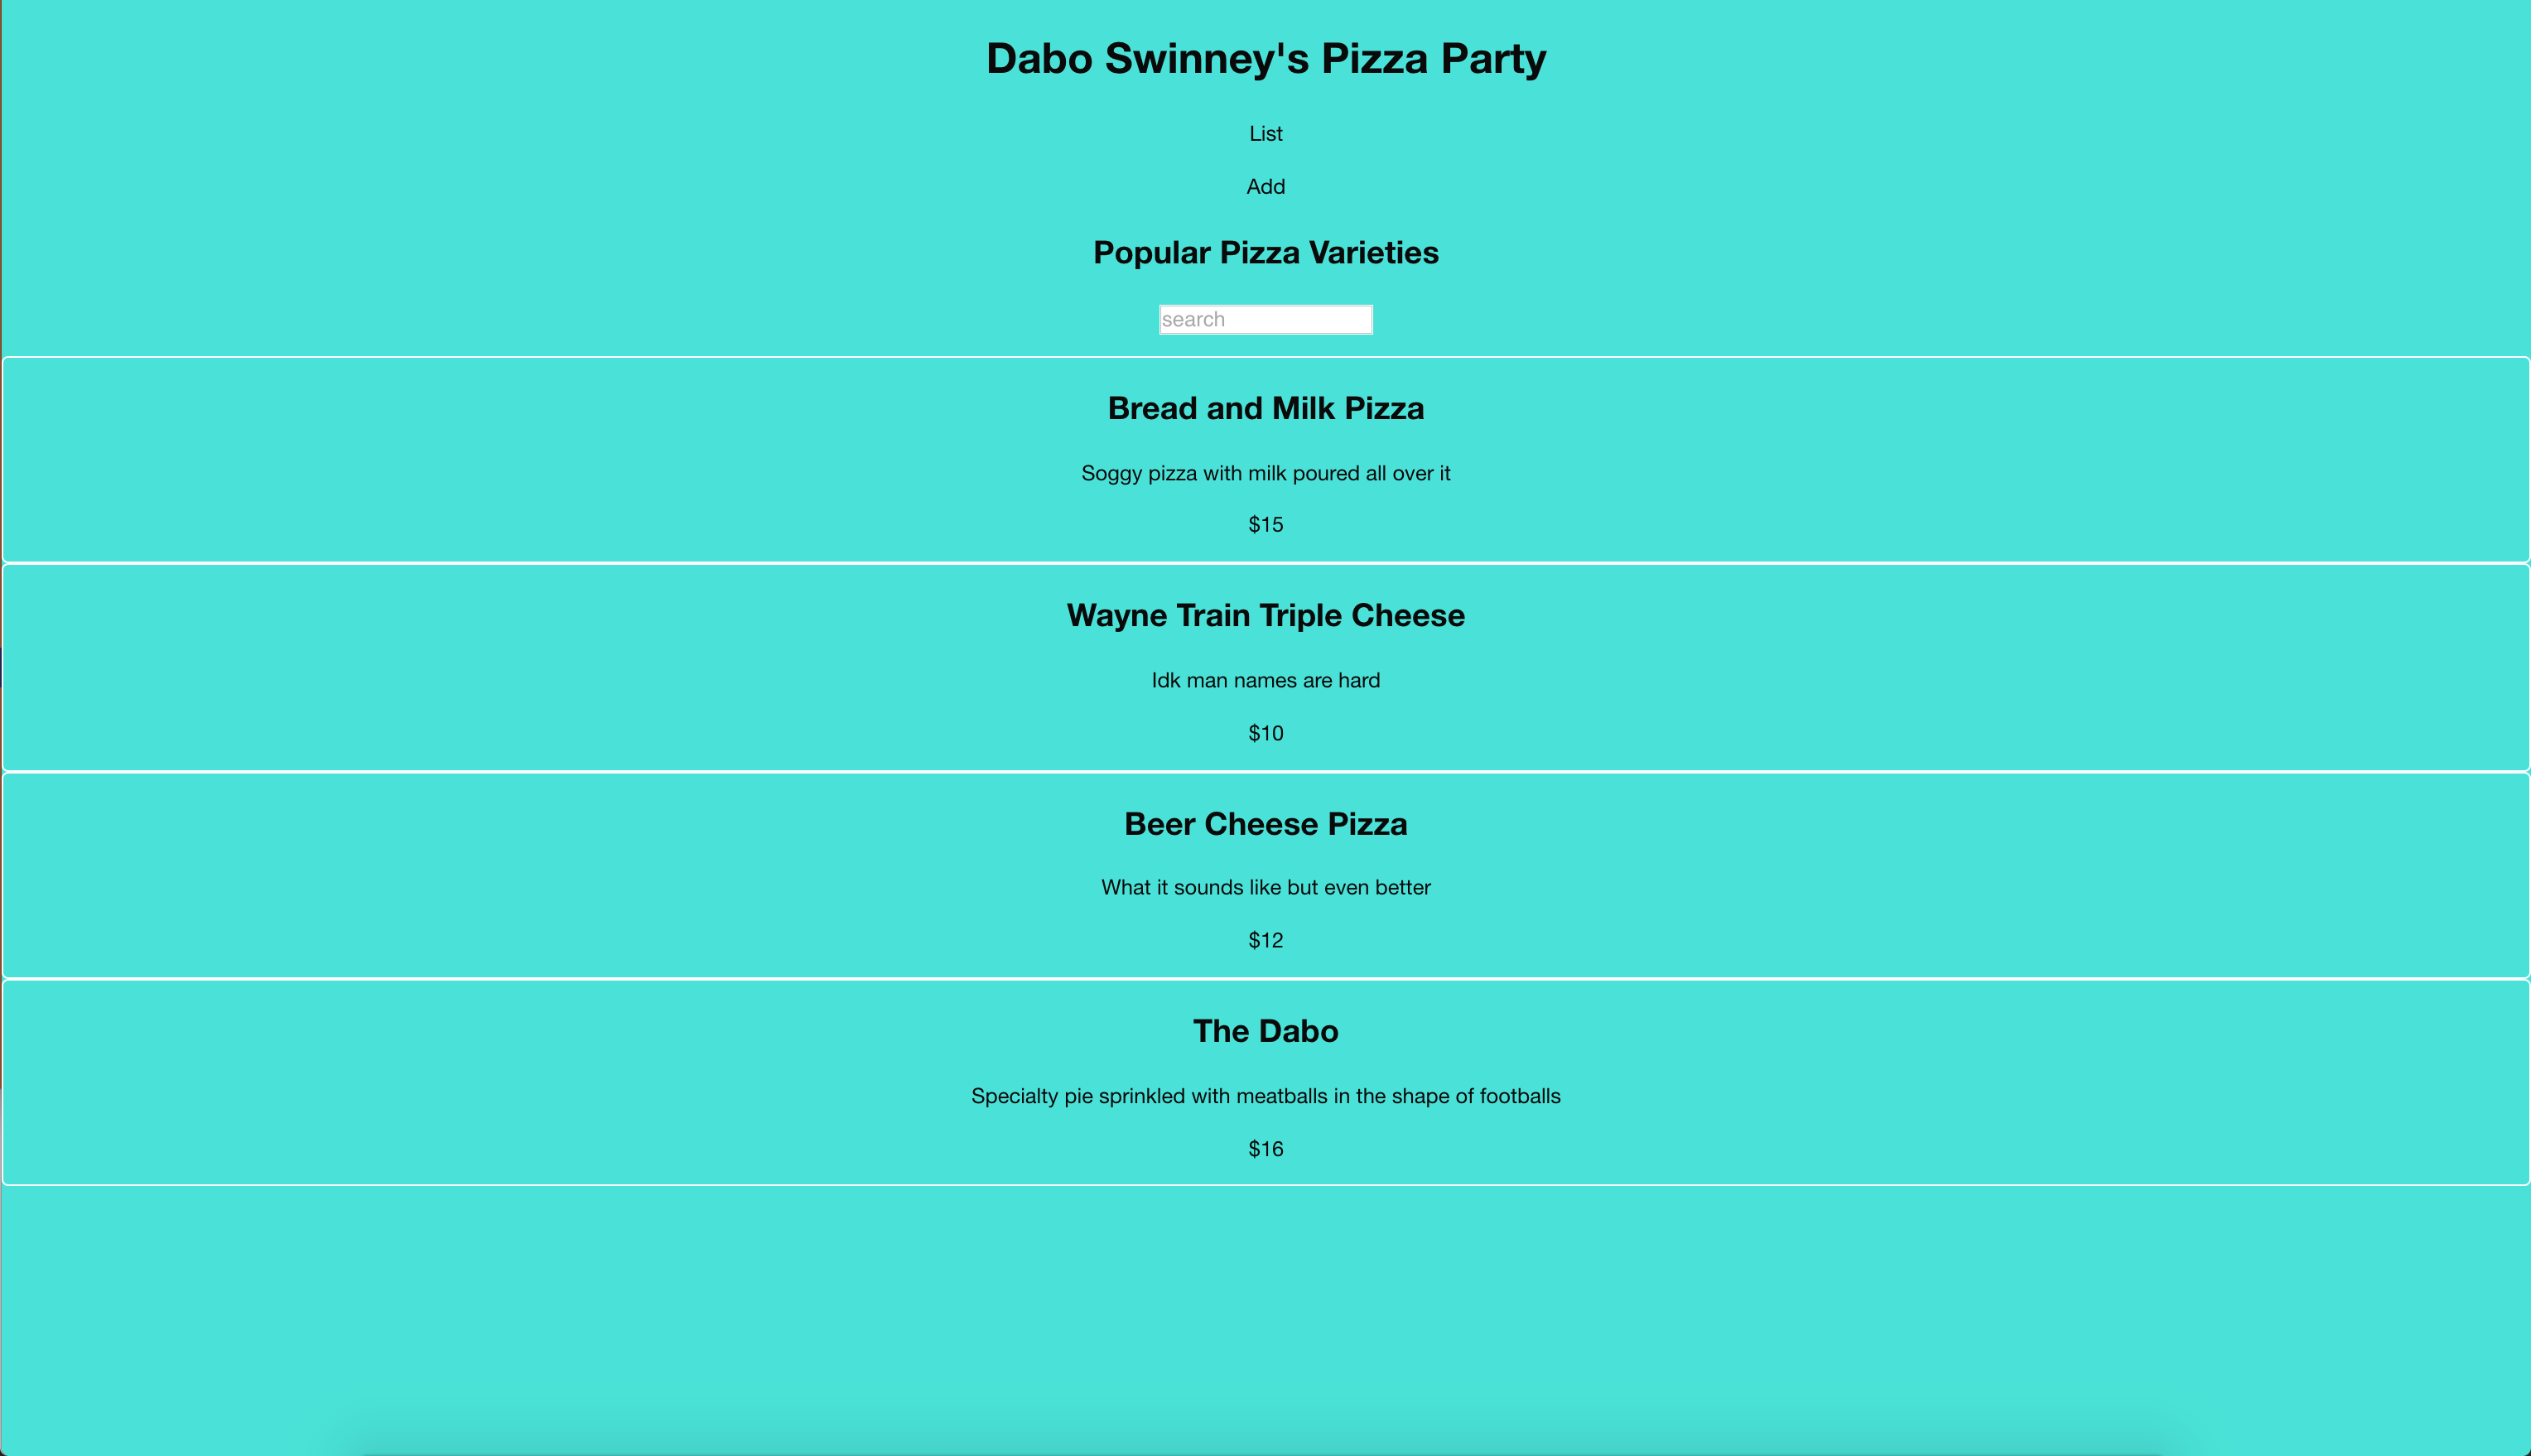 Dabo Swinney's Pizza Party
List
Add
Popular Pizza Varieties
search
Bread and Milk Pizza
Soggy pizza with milk poured all over it
$15
Wayne Train Triple Cheese
Idk man names are hard
$10
Beer Cheese Pizza
What it sounds like but even better
$12
The Dabo
Specialty pie sprinkled with meatballs in the shape of footballs
$16